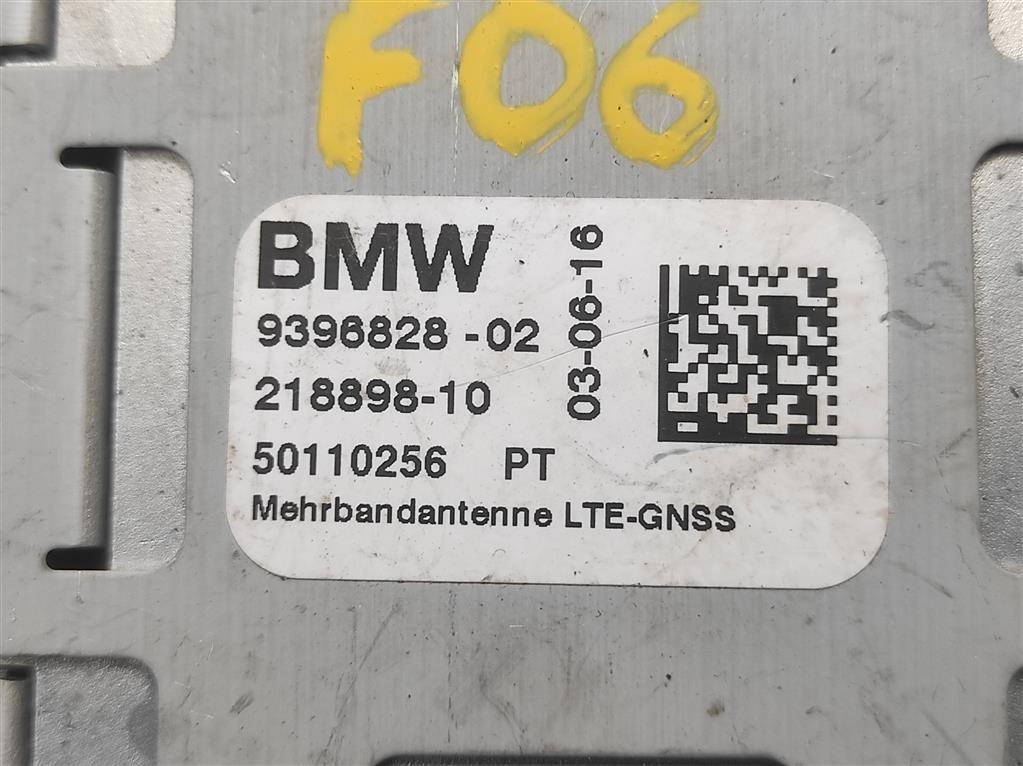 F06
BMW
9396828-02
218898-10
50110256 PT
Mehrbandantenne LTE-GNSS
03-06-16